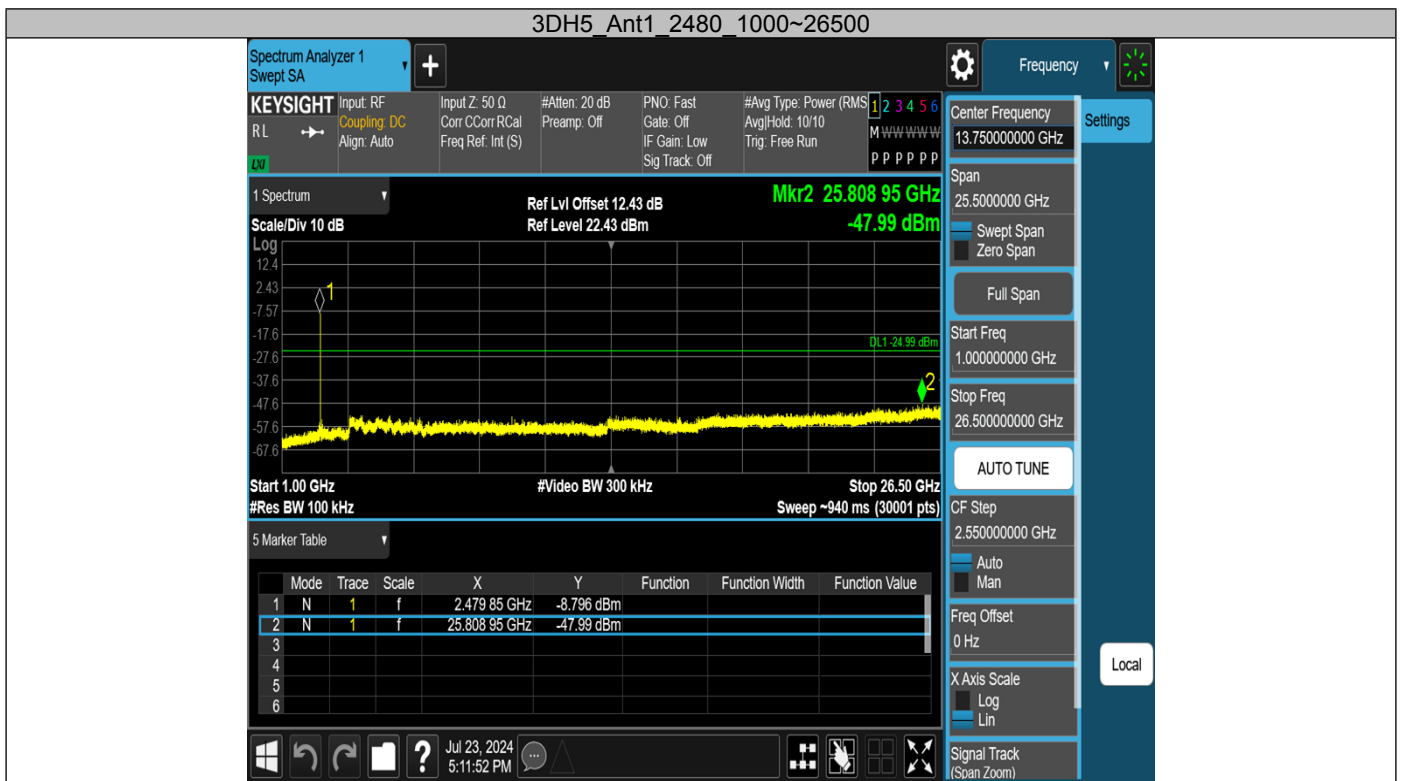 3DH5_Ant1_2480_1000~26500
Spectrum Analyzer 1
Swept SA
+
Frequency
KEYSIGHT
RL
LXI
Input: RF
Coupling: DC
Align: Auto
Input Z: 50 Ω
Corr CCorr RCal
Freq Ref: Int (S)
#Atten: 20 dB
Preamp: Off
PNO: Fast
Gate: Off
IF Gain: Low
Sig Track: Off
#Avg Type: Power (RMS
Avg|Hold: 10/10
Trig: Free Run
1 2 3 4 5 6
M W W W W W
P P P P P P
1 Spectrum
Scale/Div 10 dB
Ref Lvl Offset 12.43 dB
Ref Level 22.43 dBm
Mkr2 25.808 95 GHz
-47.99 dBm
Log
12.4
2.43
-7.57
-17.6
-27.6
-37.6
-47.6
-57.6
-67.6
1
DL1 -24.99 dBm
2
Start 1.00 GHz
#Video BW 300 kHz
Stop 26.50 GHz
#Res BW 100 kHz
Sweep ~940 ms (30001 pts)
5 Marker Table
Mode Trace Scale X Y Function Function Width Function Value
1 N 1 f 2.479 85 GHz -8.796 dBm
2 N 1 f 25.808 95 GHz -47.99 dBm
3
4
5
6
?
Jul 23, 2024
5:11:52 PM
Center Frequency
13.750000000 GHz
Settings
Span
25.5000000 GHz
Swept Span
Zero Span
Full Span
Start Freq
1.000000000 GHz
Stop Freq
26.500000000 GHz
AUTO TUNE
CF Step
2.550000000 GHz
Auto
Man
Freq Offset
0 Hz
Local
X Axis Scale
Log
Lin
Signal Track
(Span Zoom)